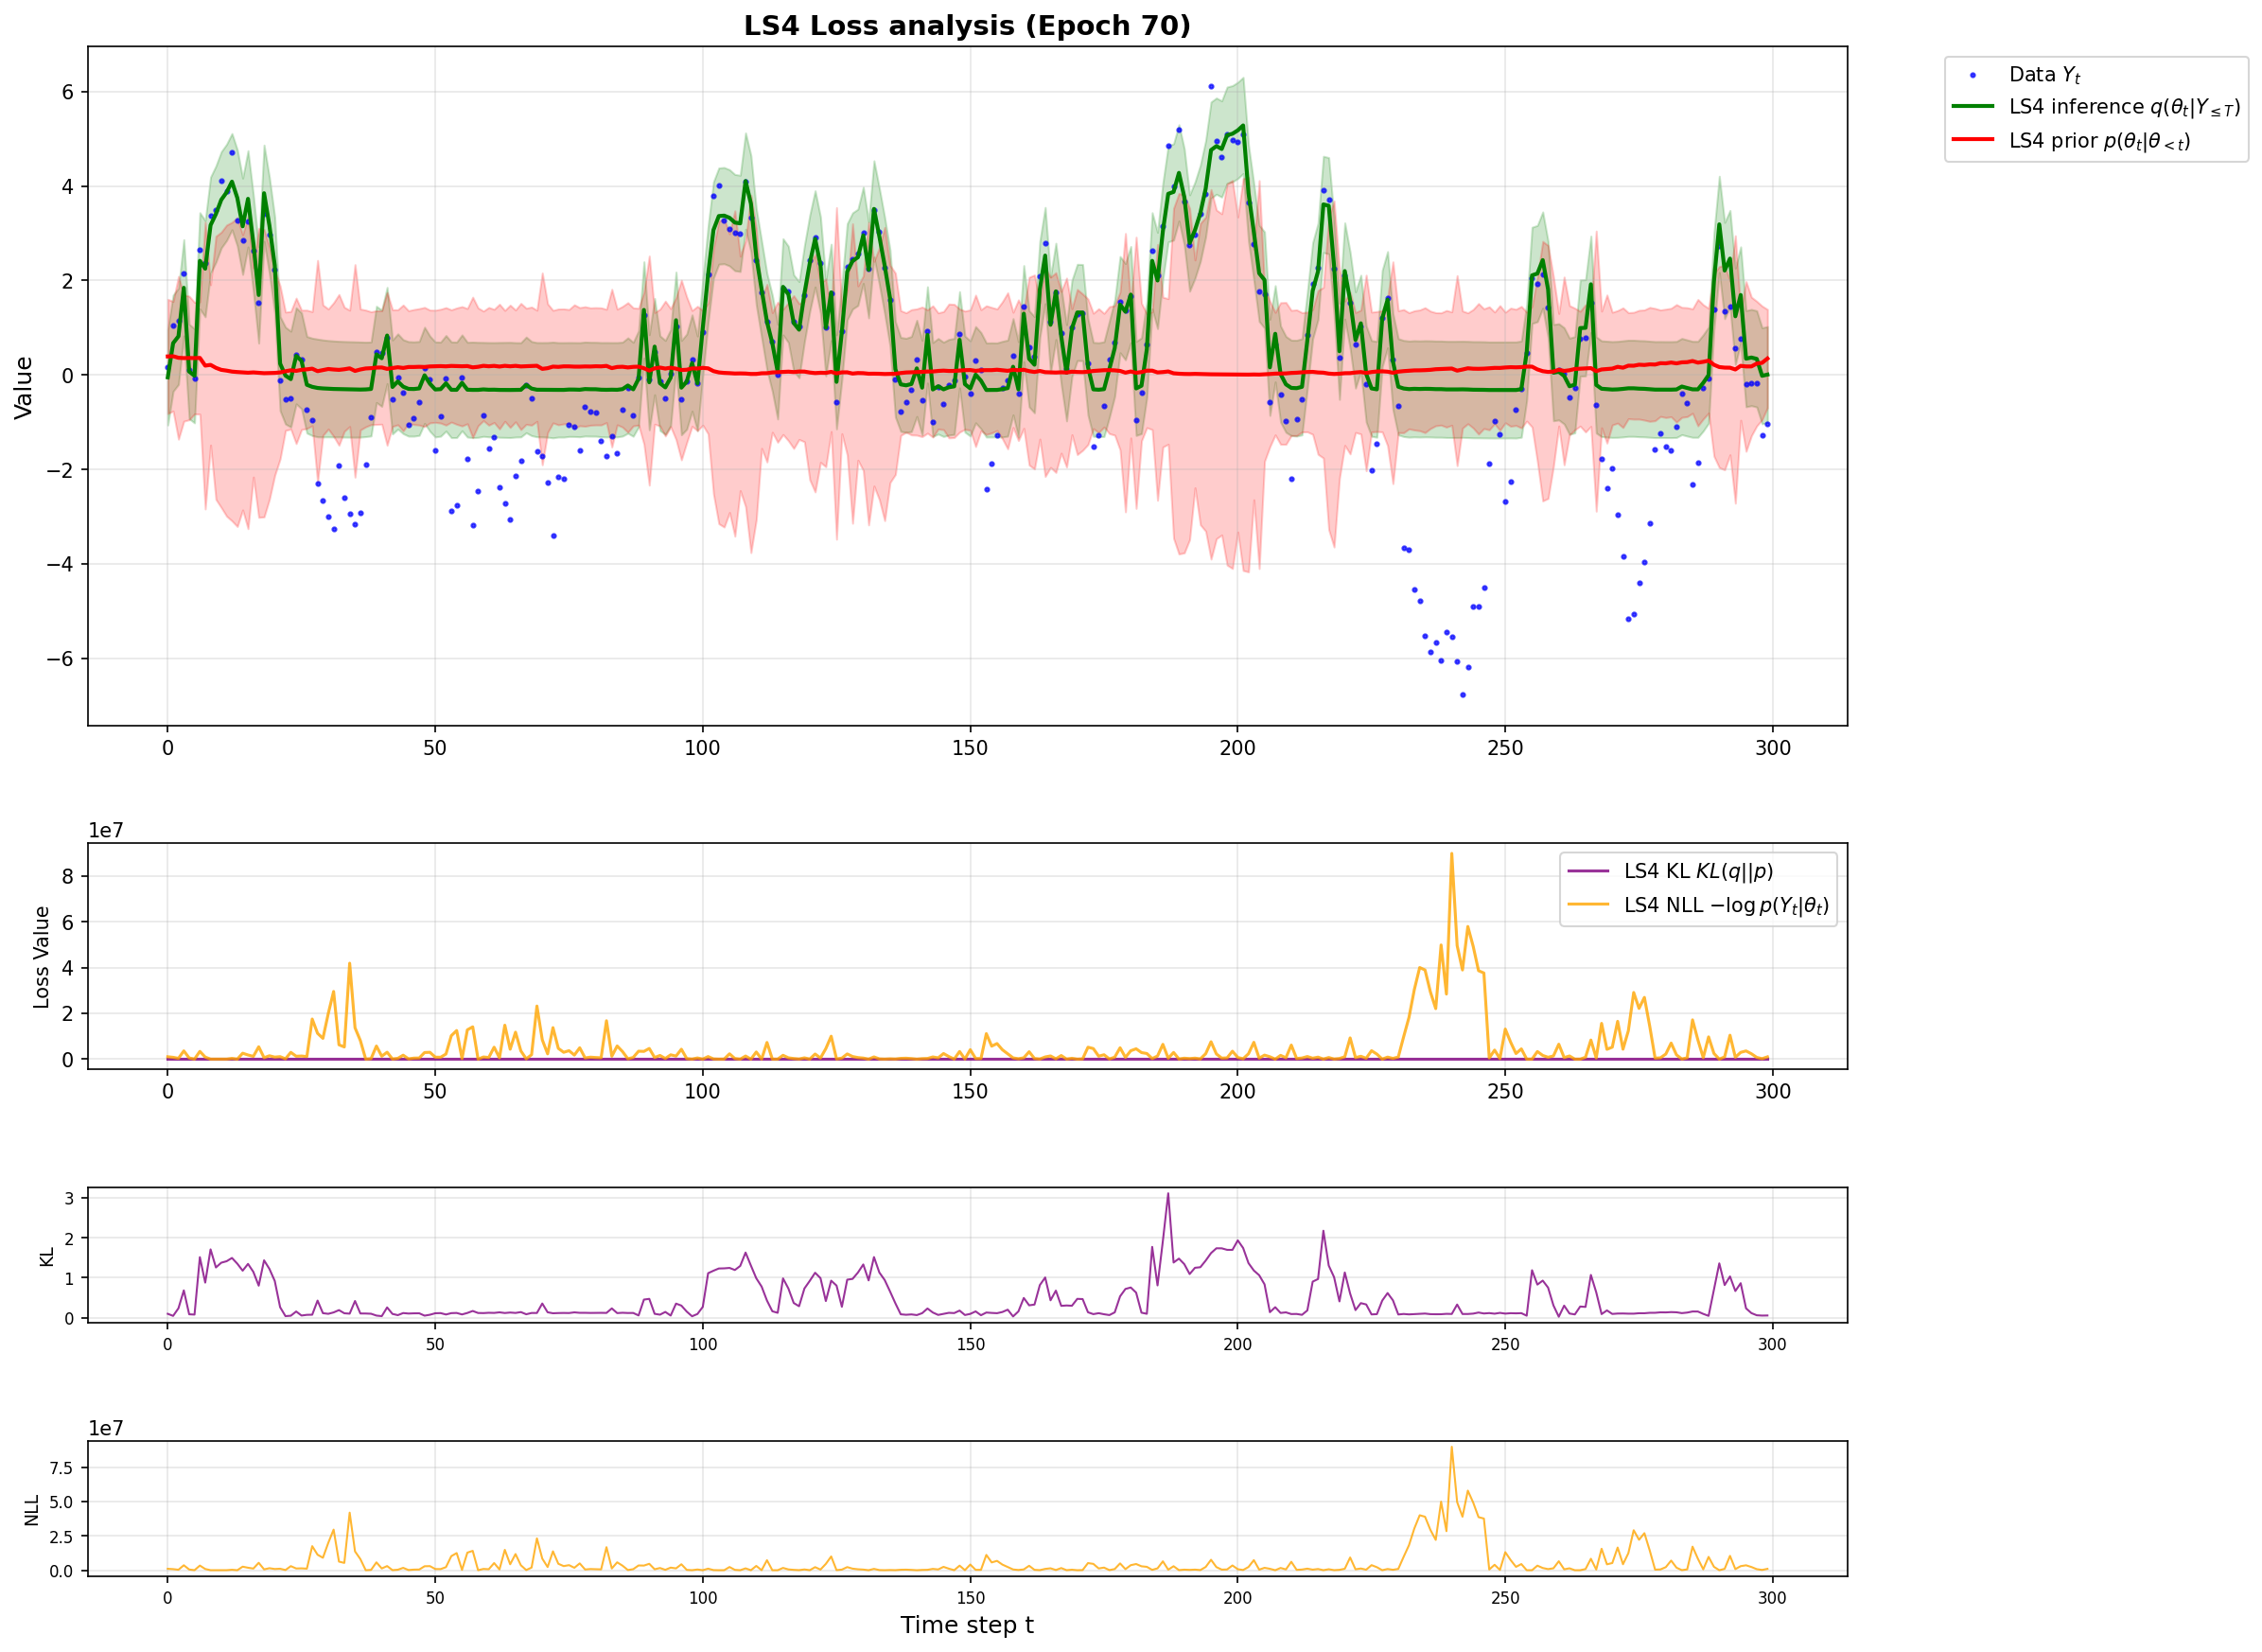 LS4 Loss analysis (Epoch 70)
Value
6
4
2
0
−2
−4
−6
0 50 100 150 200 250 300
Data Y_t
LS4 inference q(θ_t|Y_{≤T})
LS4 prior p(θ_t|θ_{<t})
1e7
Loss Value
8
6
4
2
0
0 50 100 150 200 250 300
LS4 KL KL(q||p)
LS4 NLL −log p(Y_t|θ_t)
KL
3
2
1
0
0 50 100 150 200 250 300
1e7
NLL
7.5
5.0
2.5
0.0
0 50 100 150 200 250 300
Time step t